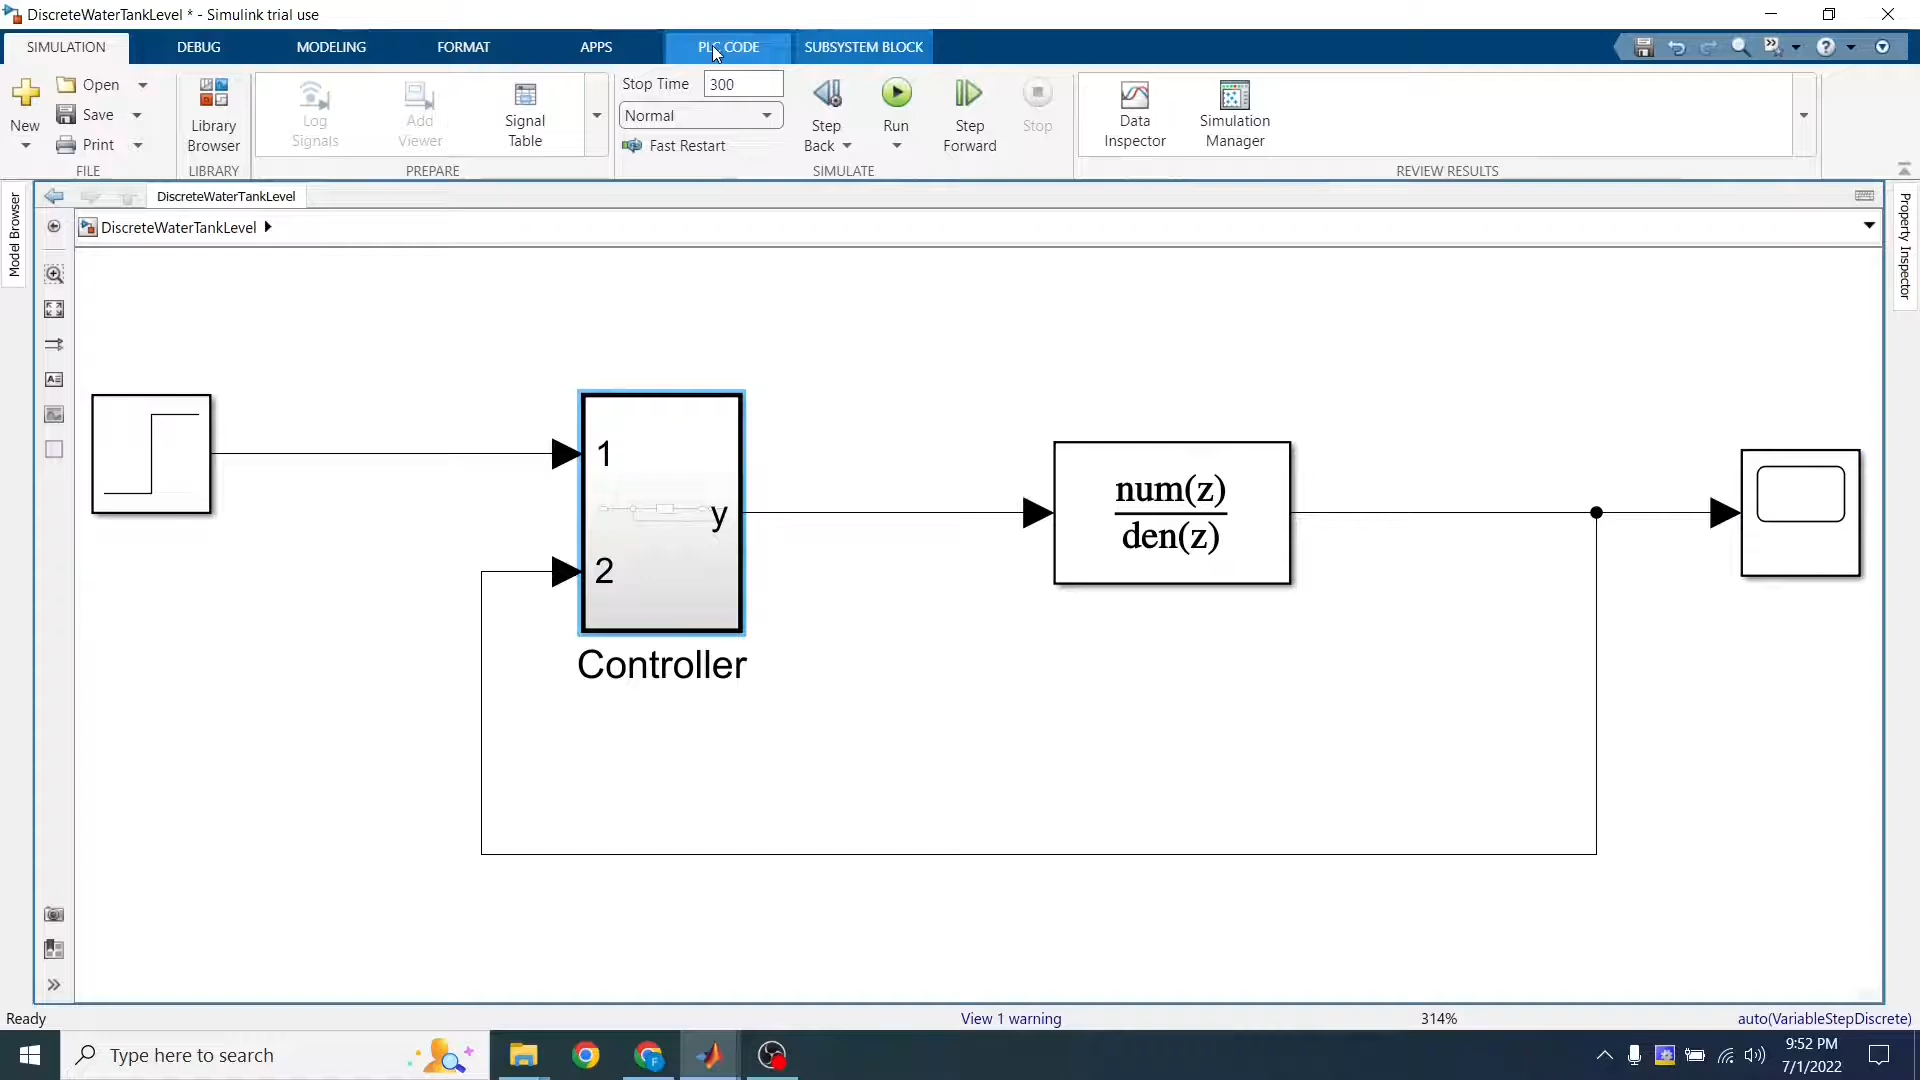 DiscreteWaterTankLevel * - Simulink trial use
SIMULATION DEBUG MODELING FORMAT APPS PLC CODE SUBSYSTEM BLOCK
New
Open
Save
Print
FILE
Library
Browser
LIBRARY
Log
Signals
Add
Viewer
Signal
Table
PREPARE
Stop Time 300
Normal
Fast Restart
Step
Back
Run
Step
Forward
Stop
SIMULATE
Data
Inspector
Simulation
Manager
REVIEW RESULTS
Model Browser
DiscreteWaterTankLevel
DiscreteWaterTankLevel
Property Inspector
1
y
2
Controller
num(z)
den(z)
Ready
View 1 warning
314%
auto(VariableStepDiscrete)
Type here to search
9:52 PM
7/1/2022